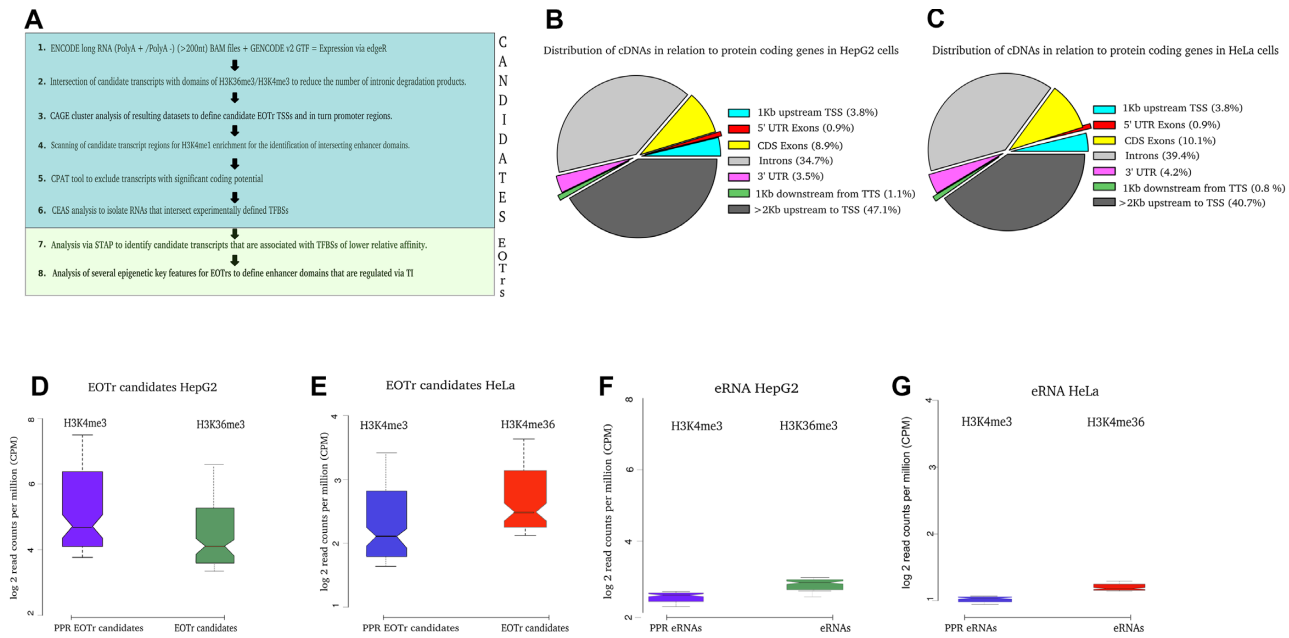 A
1. ENCODE long RNA (PolyA + /PolyA -) (>200nt) BAM files + GENCODE v2 GTF = Expression via edgeR
2. Intersection of candidate transcripts with domains of H3K36me3/H3K4me3 to reduce the number of intronic degradation products.
3. CAGE cluster analysis of resulting datasets to define candidate EOTr TSSs and in turn promoter regions.
4. Scanning of candidate transcript regions for H3K4me1 enrichment for the identification of intersecting enhancer domains.
5. CPAT tool to exclude transcripts with significant coding potential
6. CEAS analysis to isolate RNAs that intersect experimentally defined TFBSs
CANDIDATES
7. Analysis via STAP to identify candidate transcripts that are associated with TFBSs of lower relative affinity.
8. Analysis of several epigenetic key features for EOTrs to define enhancer domains that are regulated via TI
EOTrs
B
Distribution of cDNAs in relation to protein coding genes in HepG2 cells
1Kb upstream TSS (3.8%)
5' UTR Exons (0.9%)
CDS Exons (8.9%)
Introns (34.7%)
3' UTR (3.5%)
1Kb downstream from TTS (1.1%)
>2Kb upstream to TSS (47.1%)
C
Distribution of cDNAs in relation to protein coding genes in HeLa cells
1Kb upstream TSS (3.8%)
5' UTR Exons (0.9%)
CDS Exons (10.1%)
Introns (39.4%)
3' UTR (4.2%)
1Kb downstream from TTS (0.8 %)
>2Kb upstream to TSS (40.7%)
D
EOTr candidates HepG2
log 2 read counts per million (CPM)
8
6
4
2
H3K4me3
H3K36me3
PPR EOTr candidates
EOTr candidates
E
EOTr candidates HeLa
log 2 read counts per million (CPM)
4
3
2
1
H3K4me3
H3K4me36
PPR EOTr candidates
EOTr candidates
F
eRNA HepG2
log 2 read counts per million (CPM)
8
6
4
2
H3K4me3
H3K36me3
PPR eRNAs
eRNAs
G
eRNA HeLa
log 2 read counts per million (CPM)
4
3
2
1
H3K4me3
H3K4me36
PPR eRNAs
eRNAs